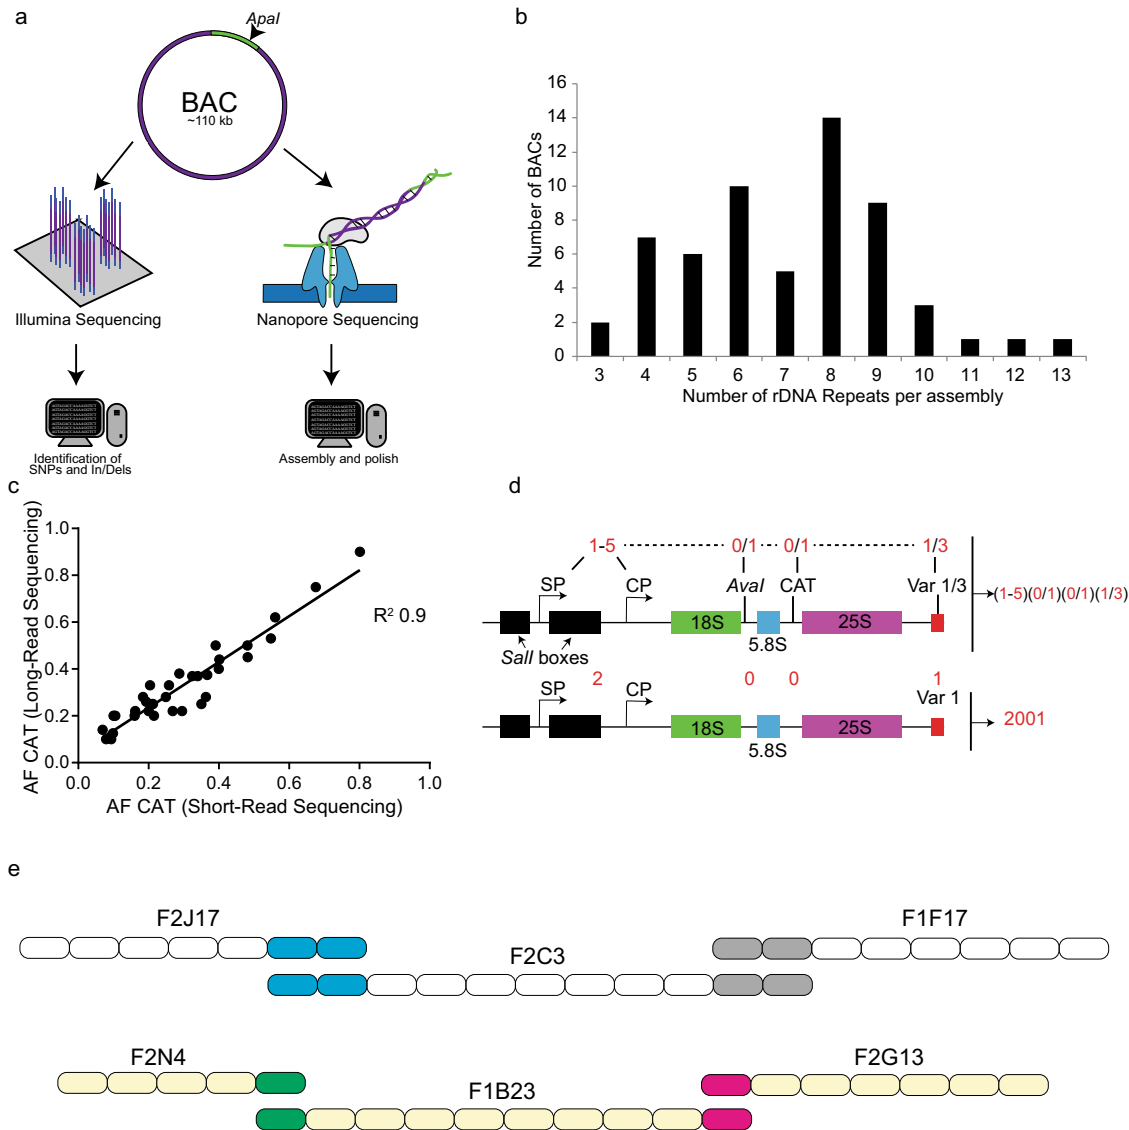 a
ApaI
BAC
~110 kb
Illumina Sequencing
Nanopore Sequencing
Identification of
SNPs and In/Dels
Assembly and polish
b
Number of BACs
16
14
12
10
8
6
4
2
0
3 4 5 6 7 8 9 10 11 12 13
Number of rDNA Repeats per assembly
c
AF CAT (Long-Read Sequencing)
1.0
0.8
0.6
0.4
0.2
0.0
R² 0.9
0.0 0.2 0.4 0.6 0.8 1.0
AF CAT (Short-Read Sequencing)
d
1-5 0/1 0/1 1/3
SP CP AvaI CAT Var 1/3
(1-5)(0/1)(0/1)(1/3)
18S 25S
5.8S
SalI boxes
2 0 0 1
SP CP Var 1
2001
18S 25S
5.8S
e
F2J17
F2C3
F1F17
F2N4
F1B23
F2G13